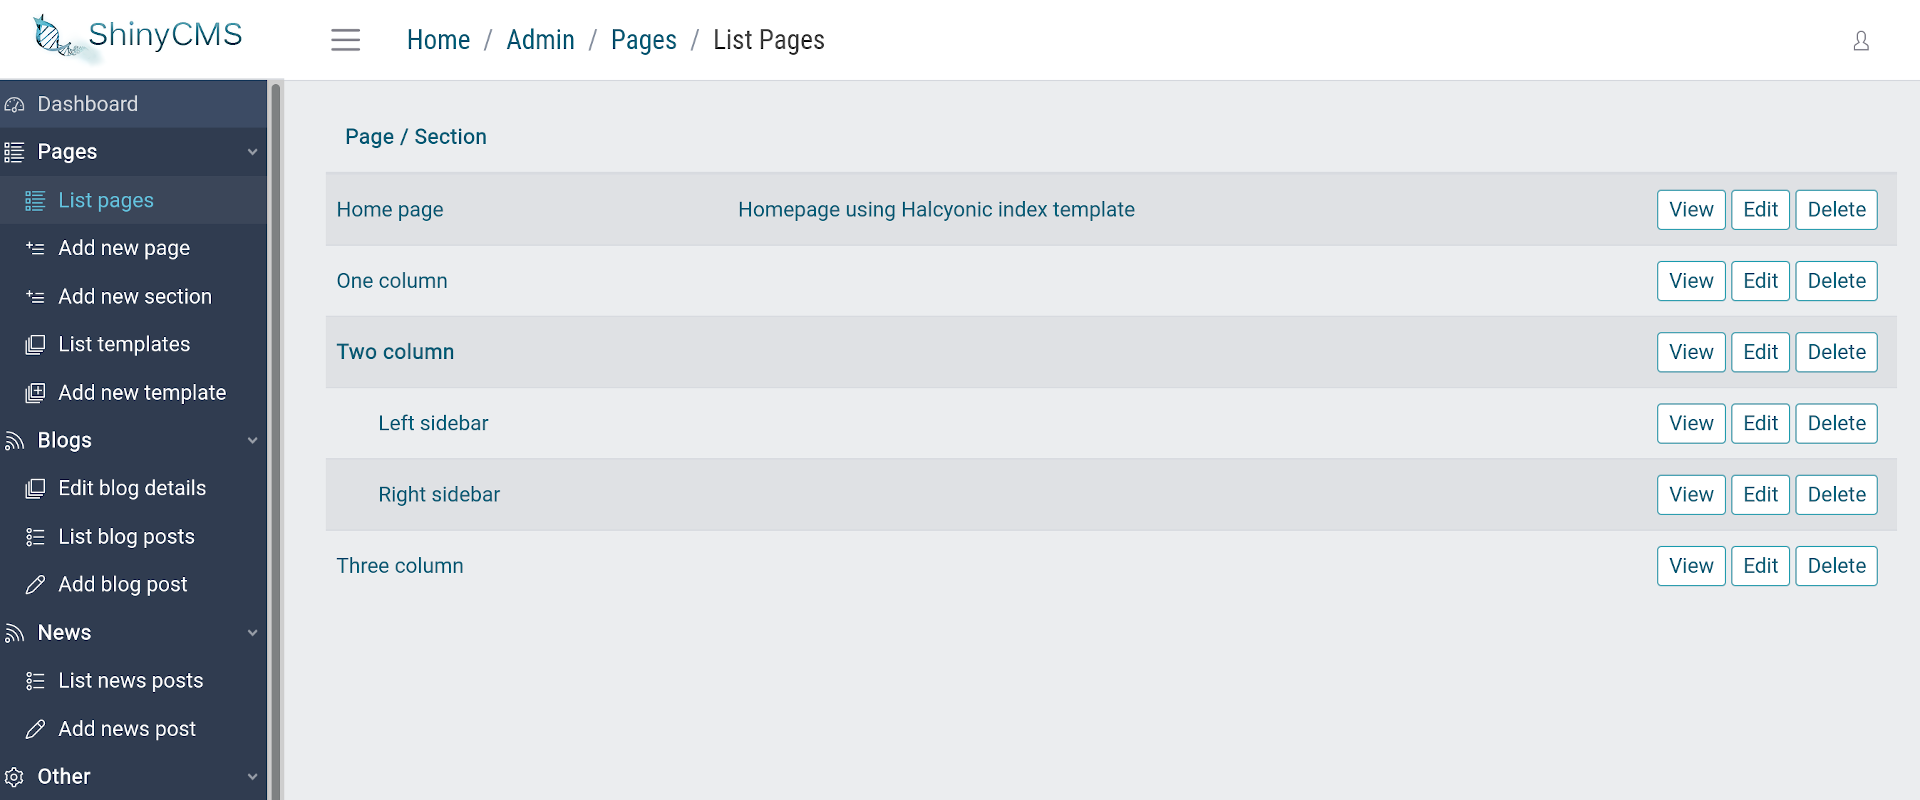 ShinyCMS
Home / Admin / Pages / List Pages
Dashboard
Pages
List pages
Add new page
Add new section
List templates
Add new template
Blogs
Edit blog details
List blog posts
Add blog post
News
List news posts
Add news post
Other
Page / Section
Home page Homepage using Halcyonic index template View Edit Delete
One column View Edit Delete
Two column View Edit Delete
Left sidebar View Edit Delete
Right sidebar View Edit Delete
Three column View Edit Delete